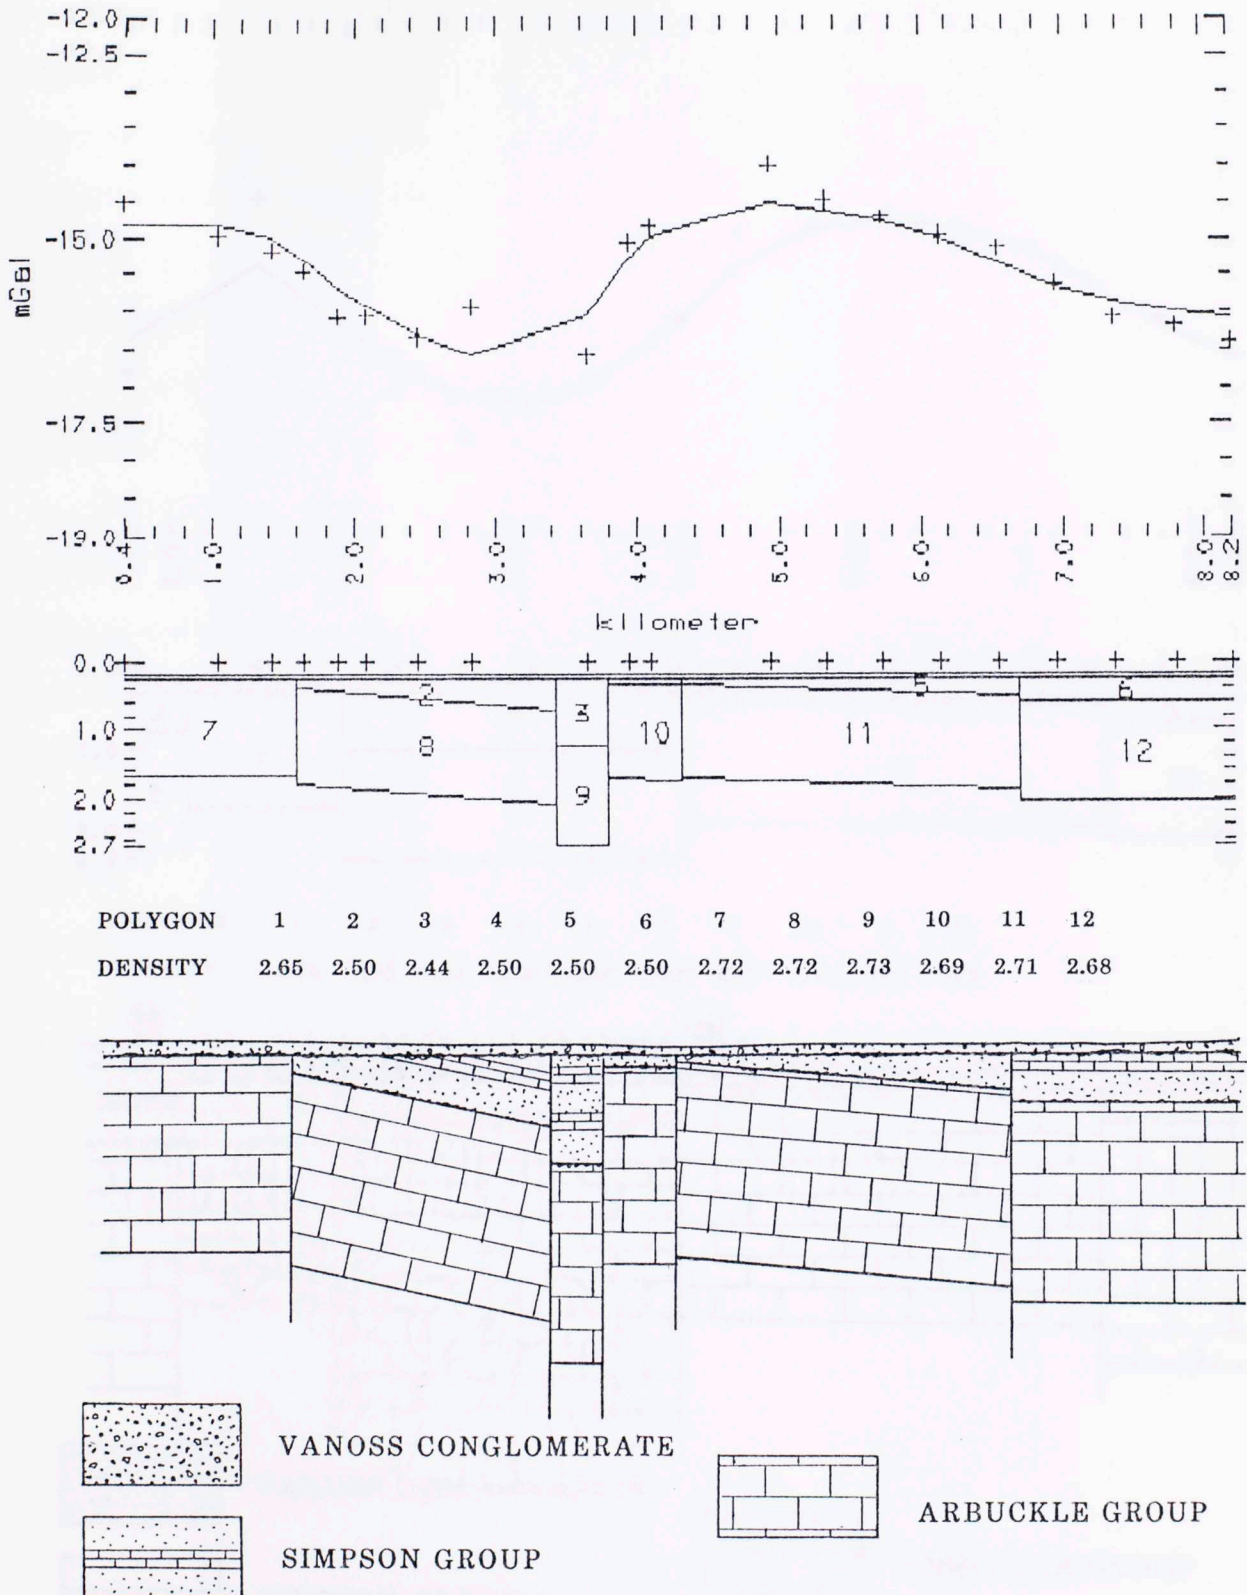 -12.0
-12.5
-15.0
mGal
-17.5
-19.0
0.4 1.0 2.0 3.0 4.0 5.0 6.0 7.0 8.0 8.2
kilometer
0.0
2 3 5 6
1.0 7 8 10 11 12
2.0 9
2.7
POLYGON 1 2 3 4 5 6 7 8 9 10 11 12
DENSITY 2.65 2.50 2.44 2.50 2.50 2.50 2.72 2.72 2.73 2.69 2.71 2.68
VANOSS CONGLOMERATE
ARBUCKLE GROUP
SIMPSON GROUP